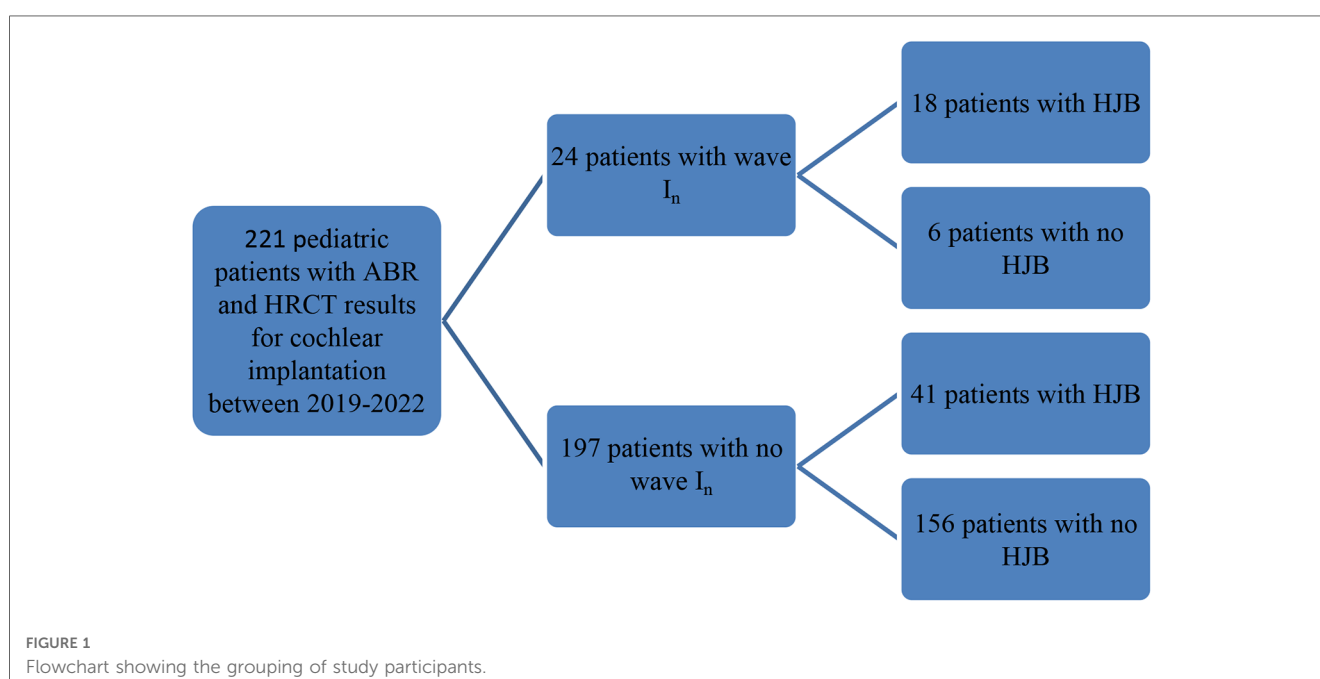 221 pediatric
patients with ABR
and HRCT results
for cochlear
implantation
between 2019-2022
24 patients with wave
Iₙ
197 patients with no
wave Iₙ
18 patients with HJB
6 patients with no
HJB
41 patients with HJB
156 patients with no
HJB
FIGURE 1
Flowchart showing the grouping of study participants.